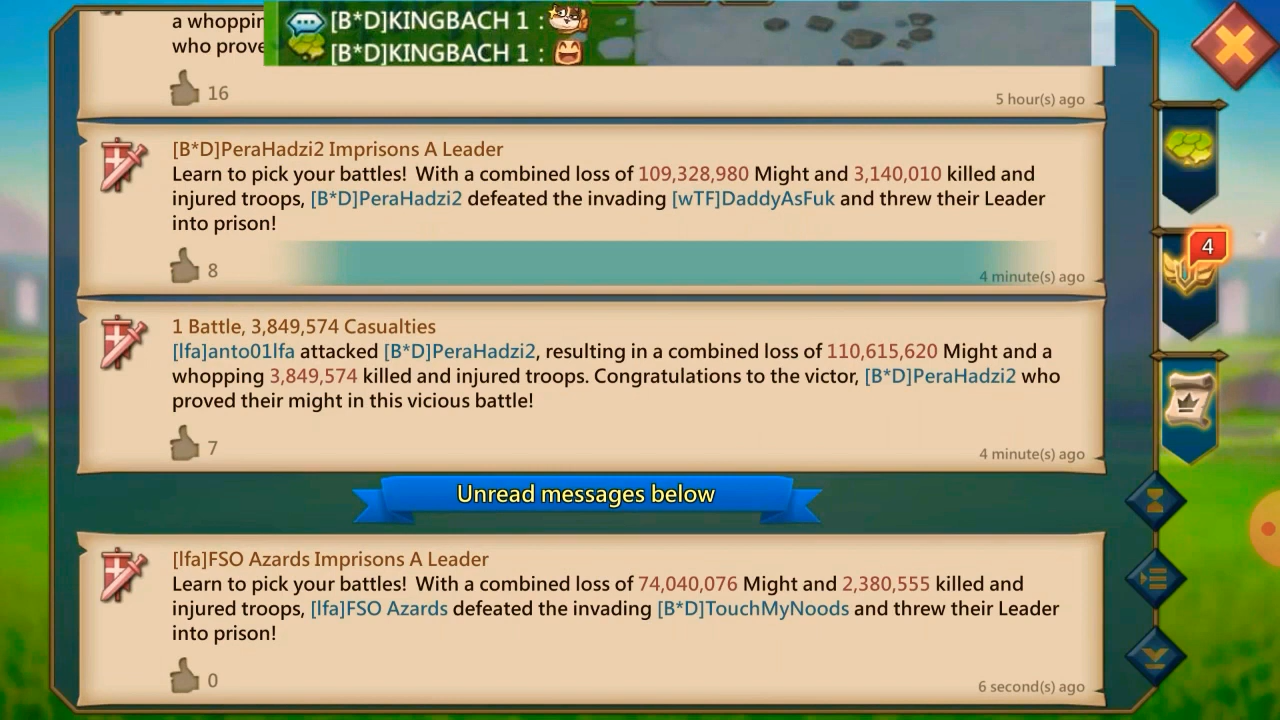 [B*D]KINGBACH 1 :
[B*D]KINGBACH 1 :
a whoppin
who prove
16
5 hour(s) ago
[B*D]PeraHadzi2 Imprisons A Leader
Learn to pick your battles! With a combined loss of 109,328,980 Might and 3,140,010 killed and
injured troops, [B*D]PeraHadzi2 defeated the invading [wTF]DaddyAsFuk and threw their Leader
into prison!
8
4 minute(s) ago
1 Battle, 3,849,574 Casualties
[lfa]anto01lfa attacked [B*D]PeraHadzi2, resulting in a combined loss of 110,615,620 Might and a
whopping 3,849,574 killed and injured troops. Congratulations to the victor, [B*D]PeraHadzi2 who
proved their might in this vicious battle!
7
4 minute(s) ago
Unread messages below
[lfa]FSO Azards Imprisons A Leader
Learn to pick your battles! With a combined loss of 74,040,076 Might and 2,380,555 killed and
injured troops, [lfa]FSO Azards defeated the invading [B*D]TouchMyNoods and threw their Leader
into prison!
0
6 second(s) ago
4